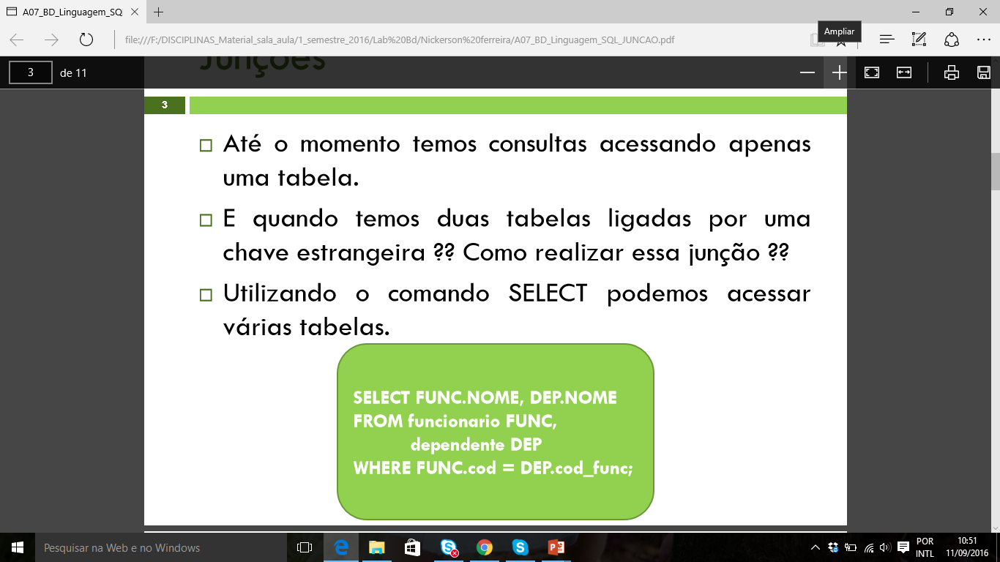 A07_BD_Linguagem_SQ
file:///F:/DISCIPLINAS_Material_sala_aula/1_semestre_2016/Lab%20Bd/Nickerson%20ferreira/A07_BD_Linguagem_SQL_JUNCAO.pdf
Ampliar
3 de 11
Junções
3
Até o momento temos consultas acessando apenas
uma tabela.
E quando temos duas tabelas ligadas por uma
chave estrangeira ?? Como realizar essa junção ??
Utilizando o comando SELECT podemos acessar
várias tabelas.
SELECT FUNC.NOME, DEP.NOME
FROM funcionario FUNC,
dependente DEP
WHERE FUNC.cod = DEP.cod_func;
Pesquisar na Web e no Windows
POR
INTL
10:51
11/09/2016